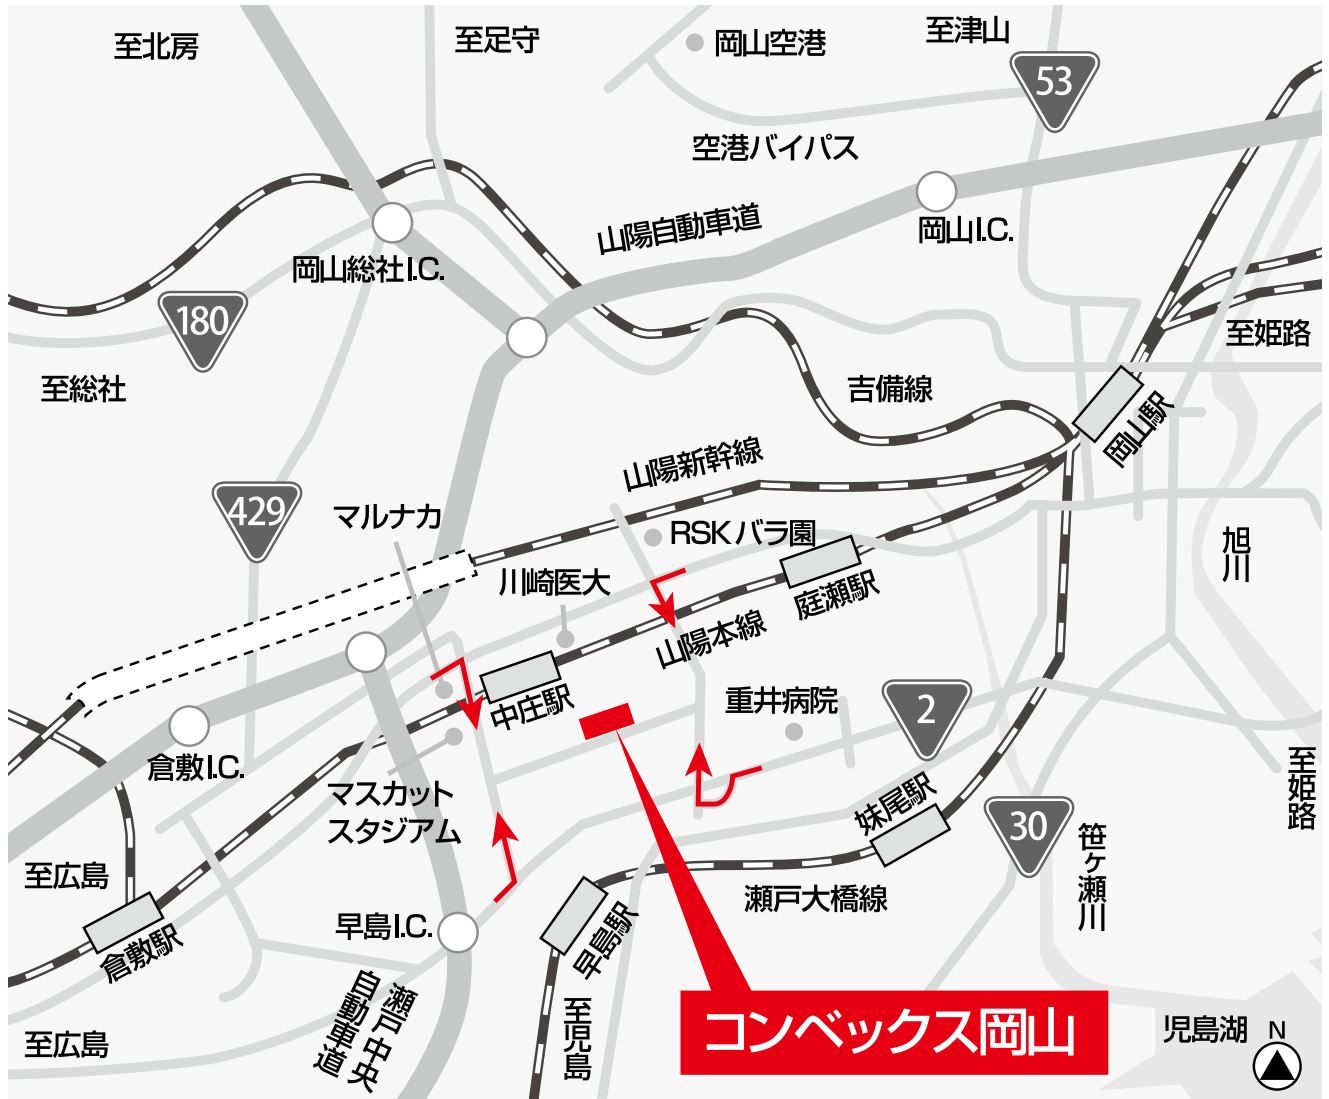 至北房
至足守
岡山空港
至津山
53
空港バイパス
山陽自動車道
岡山I.C.
岡山総社I.C.
180
至総社
至姫路
吉備線
岡山駅
山陽新幹線
429
マルナカ
RSKバラ園
旭川
川崎医大
庭瀬駅
山陽本線
中庄駅
重井病院
2
倉敷I.C.
マスカット
スタジアム
至姫路
妹尾駅
30
笹ヶ瀬川
至広島
瀬戸大橋線
早島I.C.
倉敷駅
早島駅
瀬戸中央
自動車道
至児島
コンベックス岡山
児島湖
N
至広島